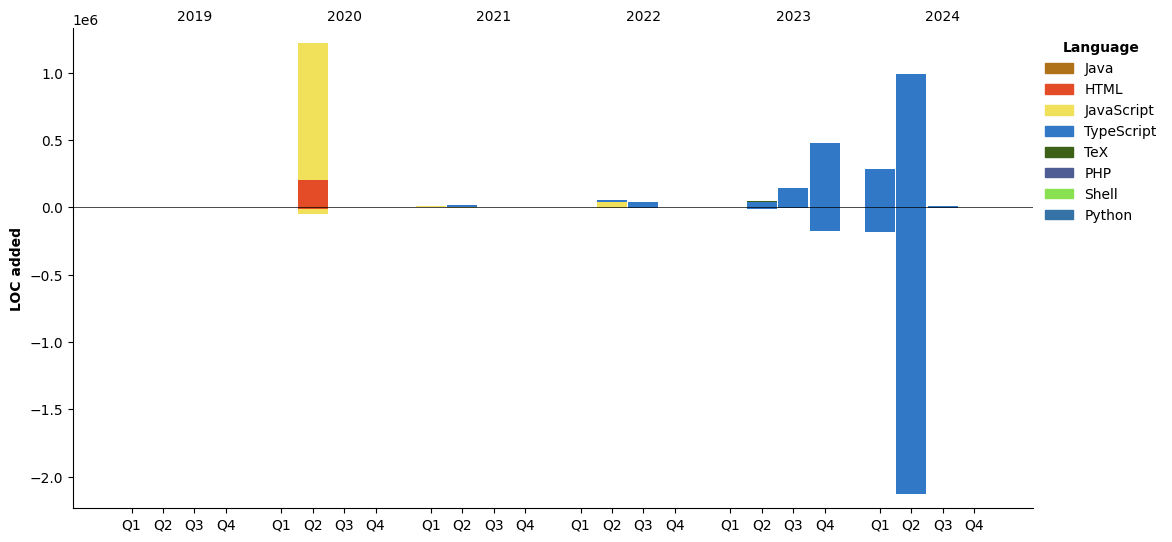 2019 2020 2021 2022 2023 2024
1e6
Language
Java
HTML
JavaScript
TypeScript
TeX
PHP
Shell
Python
1.0
0.5
0.0
−0.5
−1.0
−1.5
−2.0
LOC added
Q1 Q2 Q3 Q4 Q1 Q2 Q3 Q4 Q1 Q2 Q3 Q4 Q1 Q2 Q3 Q4 Q1 Q2 Q3 Q4 Q1 Q2 Q3 Q4